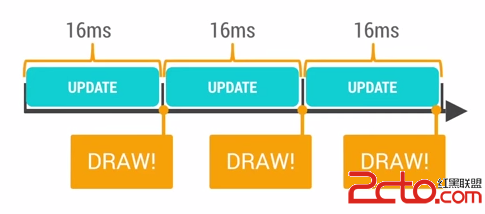 16ms 16ms 16ms
UPDATE UPDATE UPDATE
DRAW! DRAW! DRAW!
红黑联盟
2cto.com